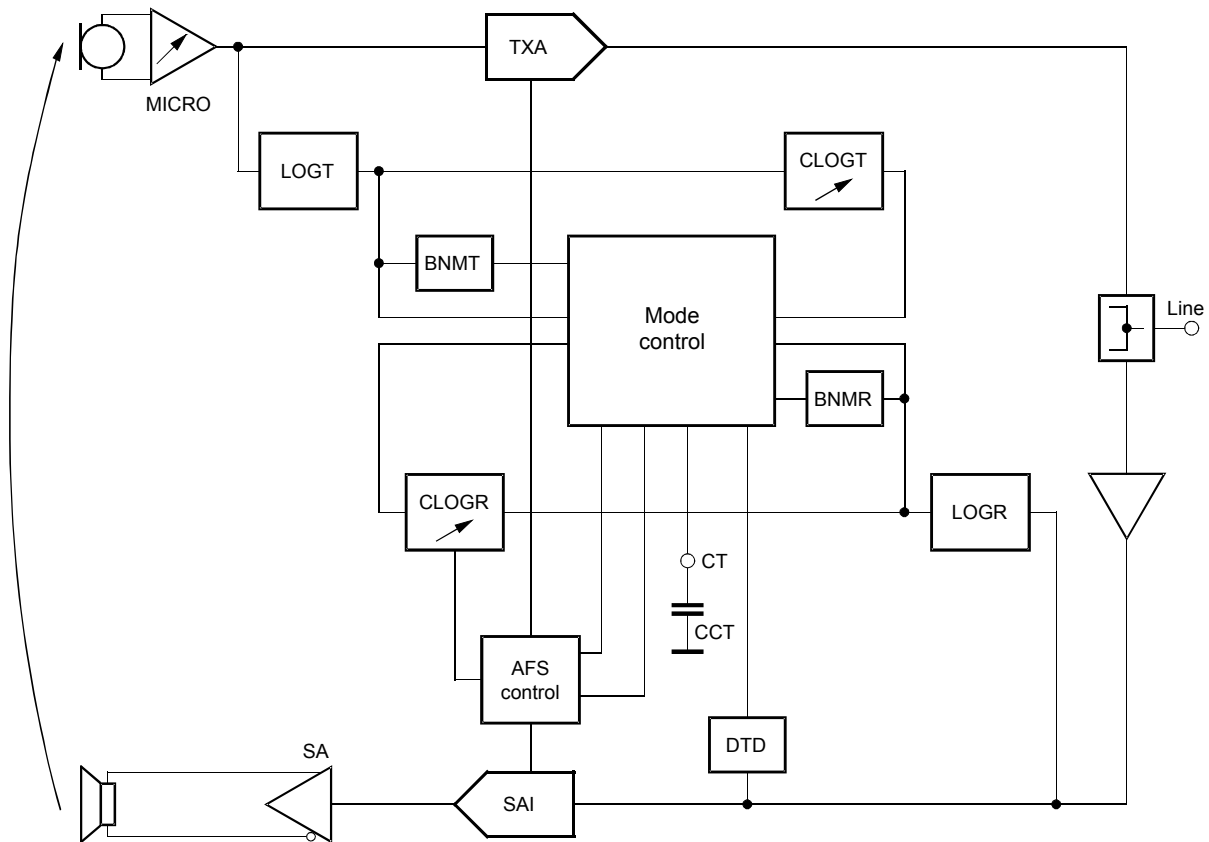 TXA
MICRO
LOGT
CLOGT
BNMT
Mode
control
Line
BNMR
CLOGR
LOGR
CT
CCT
AFS
control
DTD
SA
SAI